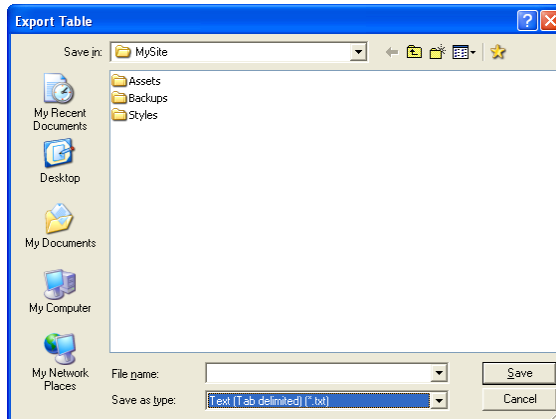 Export Table
Save in: MySite
Assets
Backups
Styles
My Recent
Documents
Desktop
My Documents
My Computer
My Network
Places
File name:
Save
Save as type: Text (Tab delimited) (*.txt)
Cancel